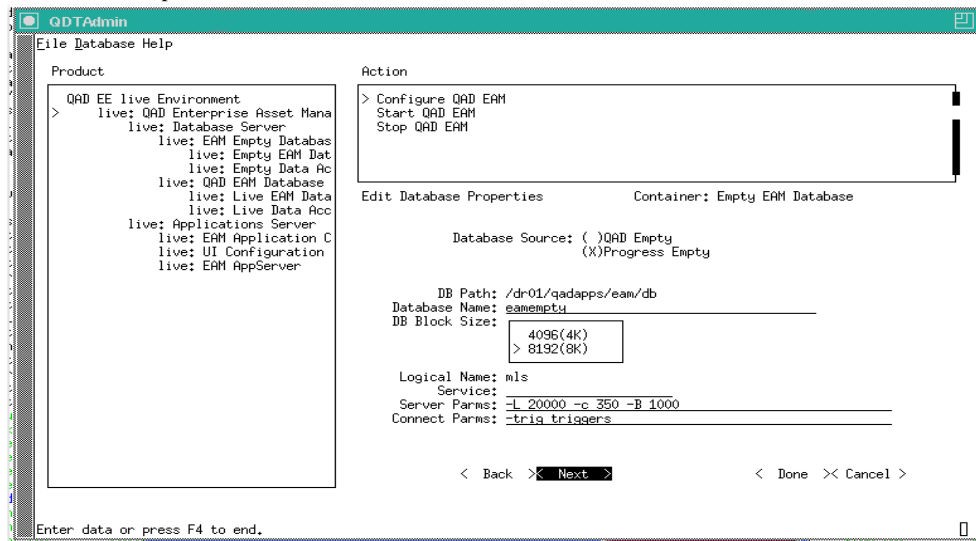 QDTAdmin
File Database Help
Product
QAD EE live Environment
> live: QAD Enterprise Asset Mana
live: Database Server
live: EAM Empty Databas
live: Empty EAM Dat
live: Empty Data Ac
live: QAD EAM Database
live: Live EAM Data
live: Live Data Acc
live: Applications Server
live: EAM Application C
live: UI Configuration
live: EAM AppServer
Action
> Configure QAD EAM
Start QAD EAM
Stop QAD EAM
Edit Database Properties Container: Empty EAM Database
Database Source: ( )QAD Empty
(X)Progress Empty
DB Path: /dr01/qadapps/eam/db
Database Name: eamempty
DB Block Size:
4096(4K)
> 8192(8K)
Logical Name: mls
Service:
Server Parms: -L 20000 -c 350 -B 1000
Connect Parms: -trig triggers
< Back >< Next > < Done >< Cancel >
Enter data or press F4 to end.